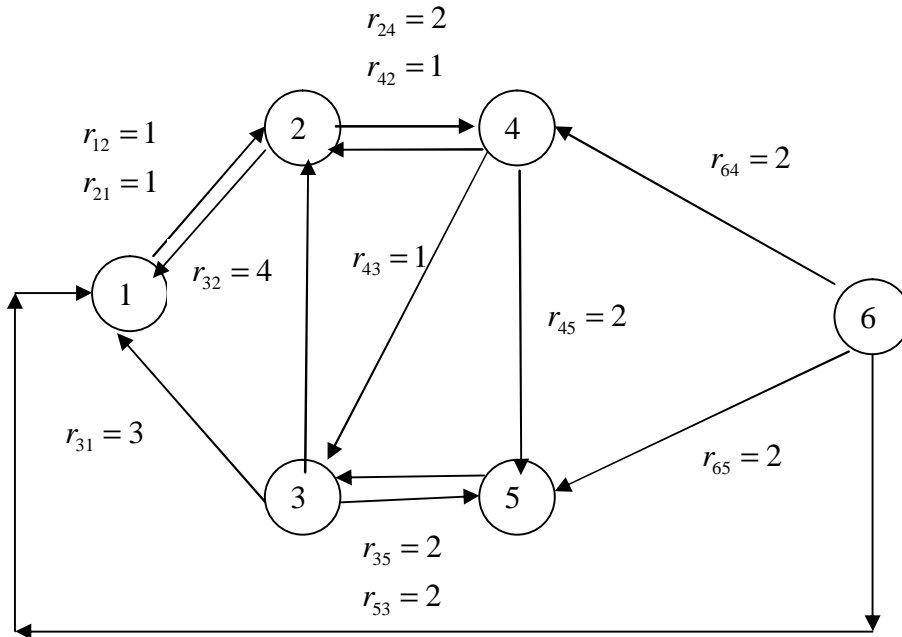 r₂₄ = 2
r₄₂ = 1
2
4
r₁₂ = 1
r₂₁ = 1
r₆₄ = 2
r₃₂ = 4
r₄₃ = 1
1
6
r₄₅ = 2
r₃₁ = 3
r₆₅ = 2
3
5
r₃₅ = 2
r₅₃ = 2